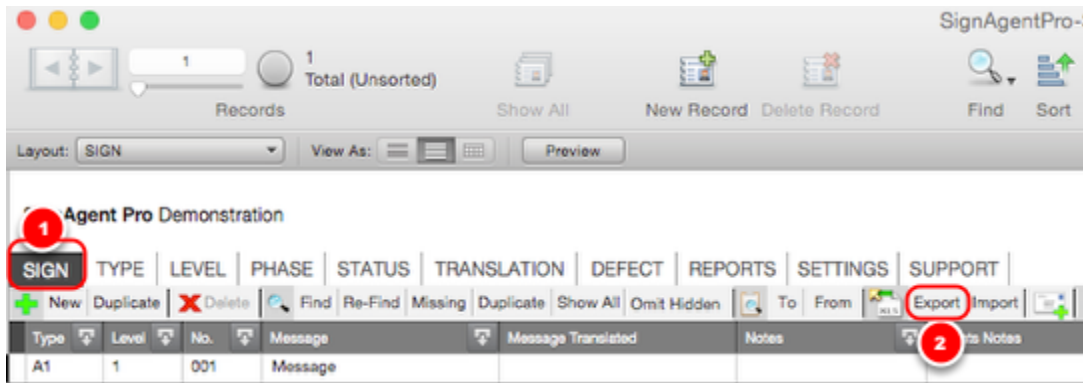 SignAgentPro-
1
1
Total (Unsorted)
Records
Show All
New Record
Delete Record
Find
Sort
Layout: SIGN
View As:
Preview
1
Agent Pro Demonstration
SIGN TYPE LEVEL PHASE STATUS TRANSLATION DEFECT REPORTS SETTINGS SUPPORT
New Duplicate Delete Find Re-Find Missing Duplicate Show All Omit Hidden To From XLS Export Import
Type Level No. Message Message Translated Notes 2 ts Notes
A1 1 001 Message